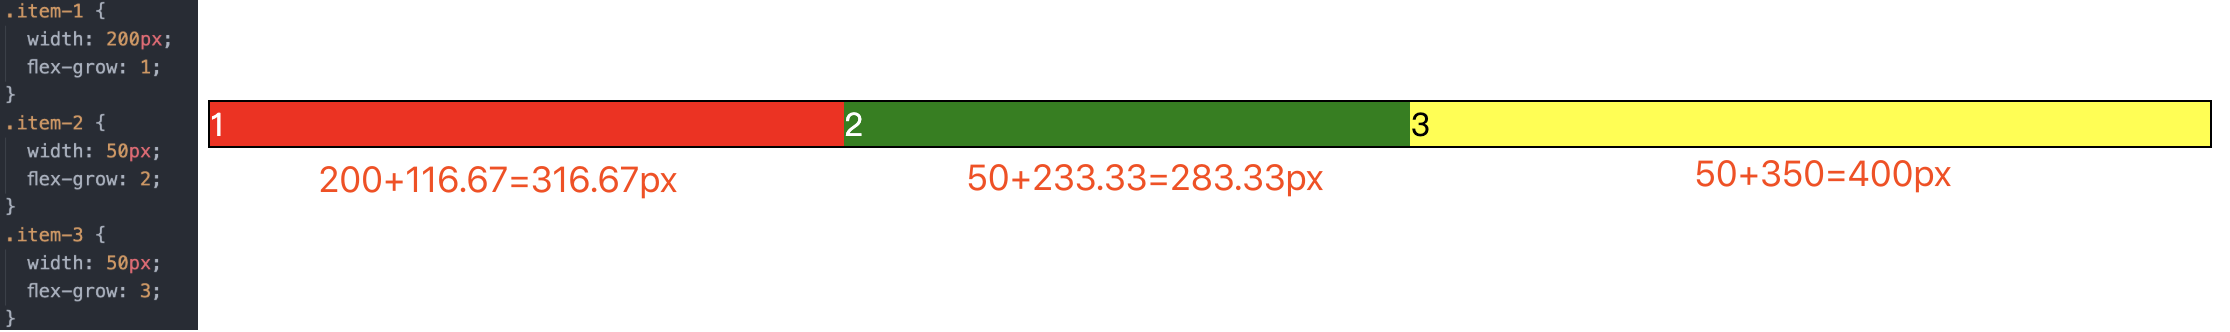 .item-1 {
width: 200px;
flex-grow: 1;
}
.item-2 {
width: 50px;
flex-grow: 2;
}
.item-3 {
width: 50px;
flex-grow: 3;
}
1 2 3
200+116.67=316.67px 50+233.33=283.33px 50+350=400px